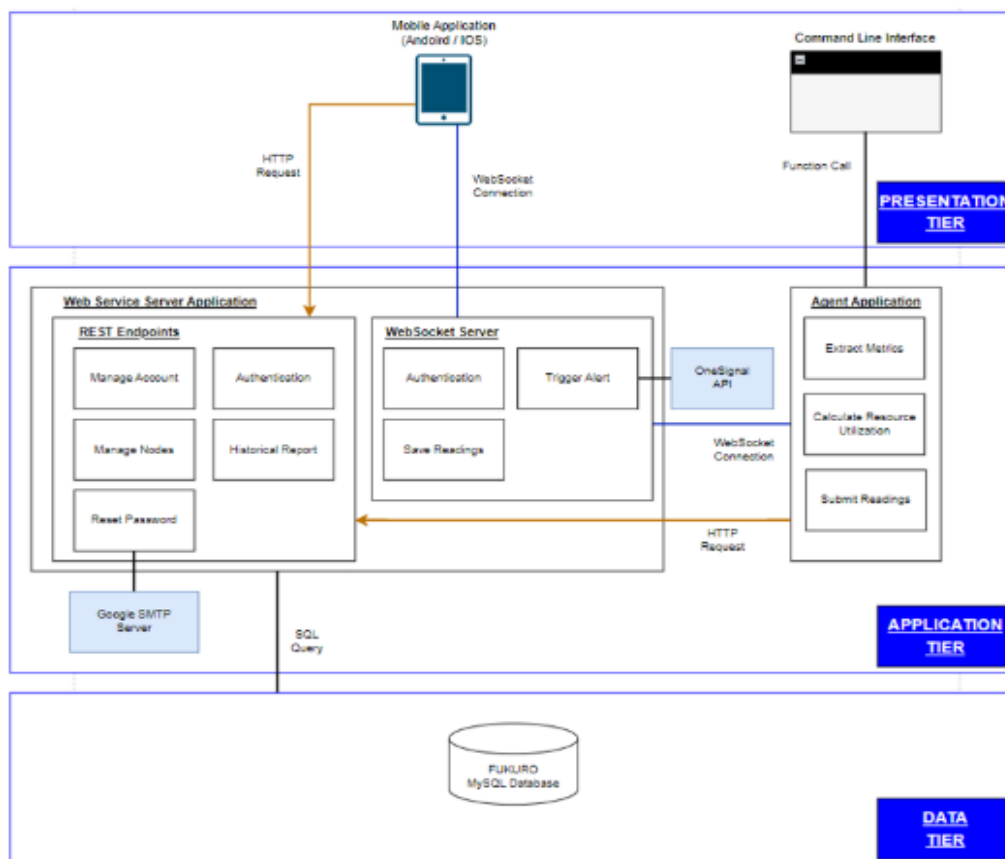 Mobile Application
(Andoird / IOS)
Command Line Interface
HTTP
Request
WebSocket
Connection
Function Call
PRESENTATION
TIER
Web Service Server Application
REST Endpoints
Manage Account
Authentication
Manage Nodes
Historical Report
Reset Password
WebSocket Server
Authentication
Trigger Alert
Save Readings
OneSignal
API
Agent Application
Extract Metrics
Calculate Resource
Utilization
Submit Readings
WebSocket
Connection
HTTP
Request
Google SMTP
Server
SQL
Query
APPLICATION
TIER
FUKURO
MySQL Database
DATA
TIER